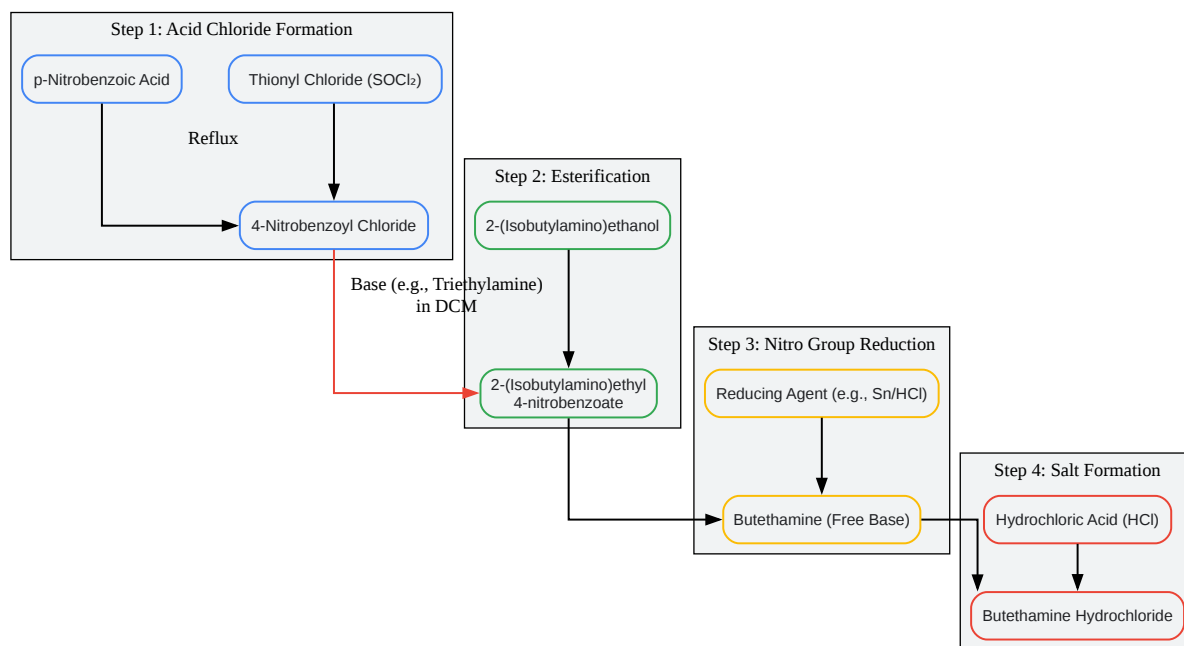 Step 1: Acid Chloride Formation
p-Nitrobenzoic Acid
Thionyl Chloride (SOCl₂)
Reflux
4-Nitrobenzoyl Chloride
Step 2: Esterification
2-(Isobutylamino)ethanol
Base (e.g., Triethylamine)
in DCM
2-(Isobutylamino)ethyl
4-nitrobenzoate
Step 3: Nitro Group Reduction
Reducing Agent (e.g., Sn/HCl)
Butethamine (Free Base)
Step 4: Salt Formation
Hydrochloric Acid (HCl)
Butethamine Hydrochloride